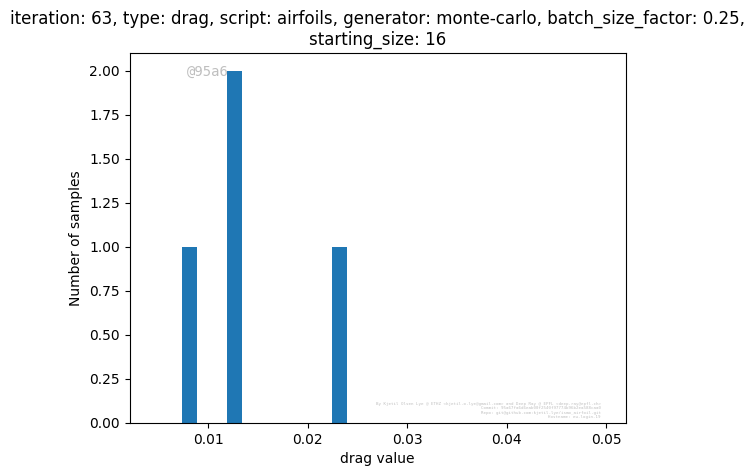 iteration: 63, type: drag, script: airfoils, generator: monte-carlo, batch_size_factor: 0.25,
starting_size: 16
@95a6
2.00
1.75
1.50
1.25
1.00
0.75
0.50
0.25
0.00
Number of samples
0.01
0.02
0.03
0.04
0.05
drag value